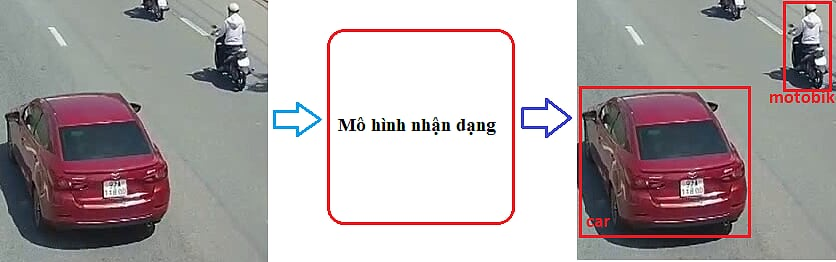 Mô hình nhận dạng
motobik
car